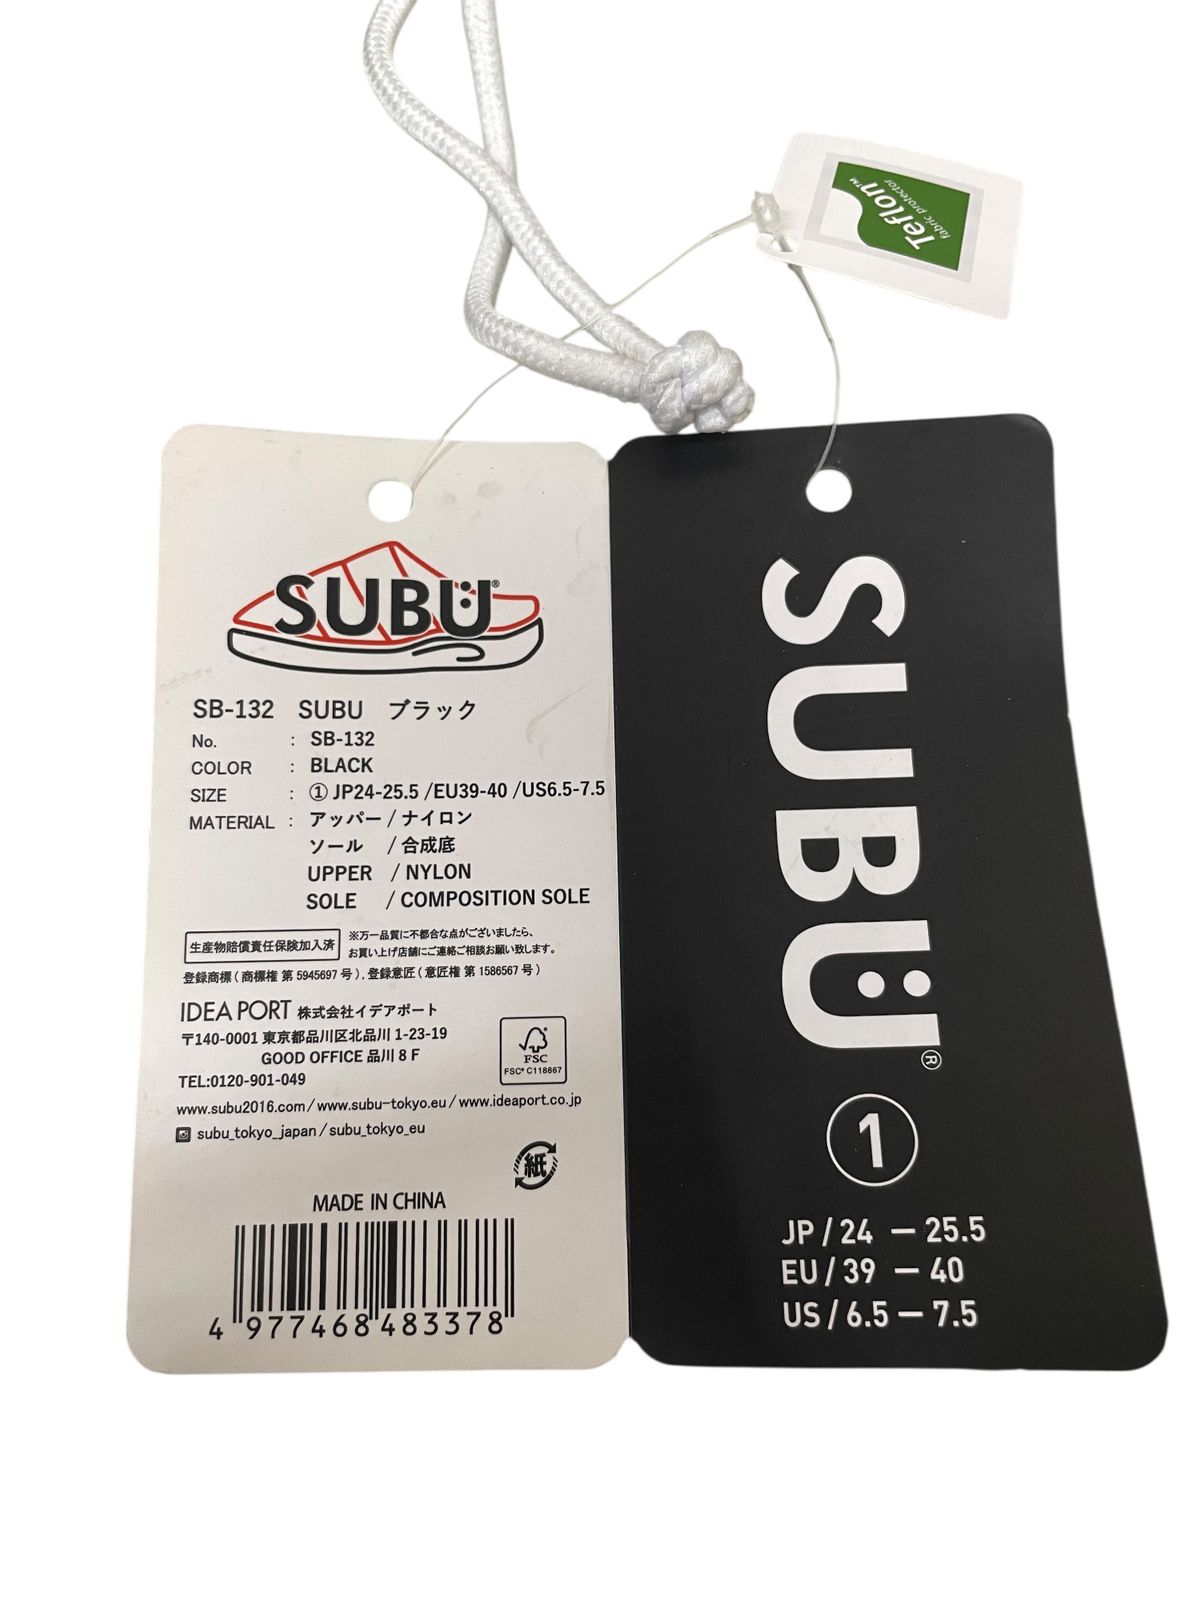 Teflon™
fabric protector
SUBU®
SB-132 SUBU ブラック
No. : SB-132
COLOR : BLACK
SIZE : ① JP24-25.5 /EU39-40 /US6.5-7.5
MATERIAL : アッパー / ナイロン
ソール / 合成底
UPPER / NYLON
SOLE / COMPOSITION SOLE
生産物賠償責任保険加入済
※万一品質に不都合な点がございましたら、
お買い上げ店舗にご連絡ご相談お願い致します。
登録商標 ( 商標権 第 5945697 号 ) , 登録意匠 ( 意匠権 第 1586567 号 )
IDEA PORT 株式会社イデアポート
〒140-0001 東京都品川区北品川 1-23-19
GOOD OFFICE 品川 8 F
TEL:0120-901-049
FSC
FSC® C118867
www.subu2016.com / www.subu-tokyo.eu / www.ideaport.co.jp
subu_tokyo_japan / subu_tokyo_eu
紙
MADE IN CHINA
4 977468 483378
SUBU®
①
JP / 24 — 25.5
EU / 39 — 40
US / 6.5 — 7.5